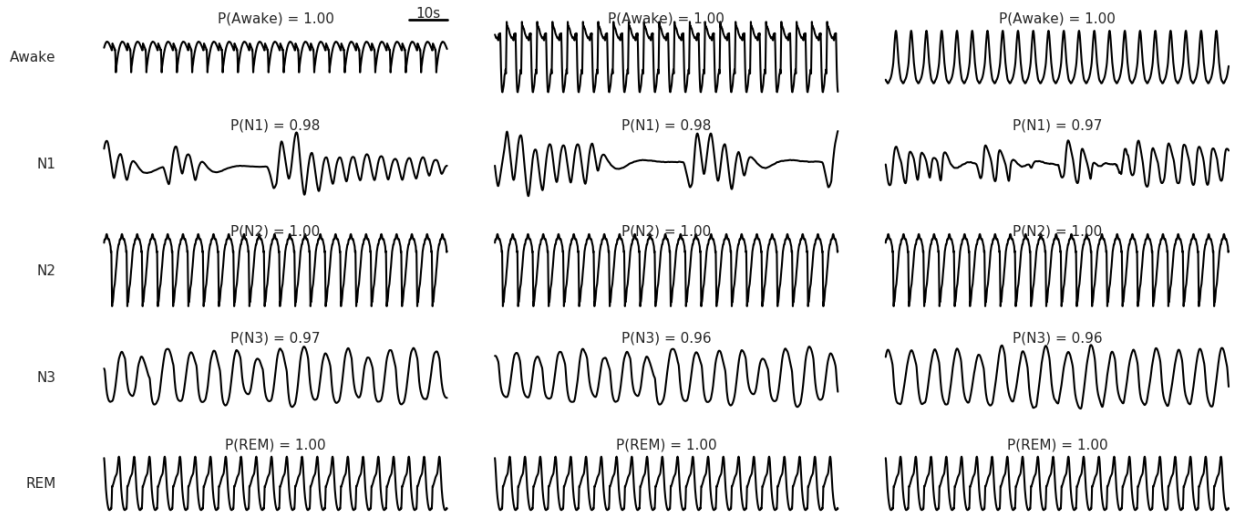 P(Awake) = 1.00 10s P(Awake) = 1.00 P(Awake) = 1.00
Awake
P(N1) = 0.98 P(N1) = 0.98 P(N1) = 0.97
N1
P(N2) = 1.00 P(N2) = 1.00 P(N2) = 1.00
N2
P(N3) = 0.97 P(N3) = 0.96 P(N3) = 0.96
N3
P(REM) = 1.00 P(REM) = 1.00 P(REM) = 1.00
REM